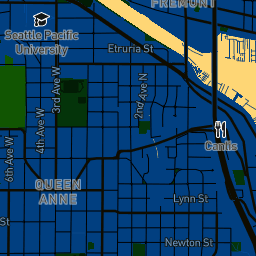 FREMONT
Seattle Pacific
University
Etruria St
3rd Ave W
2nd Ave N
4th Ave W
6th Ave W
Canlis
QUEEN
ANNE
Lynn St
St
Newton St